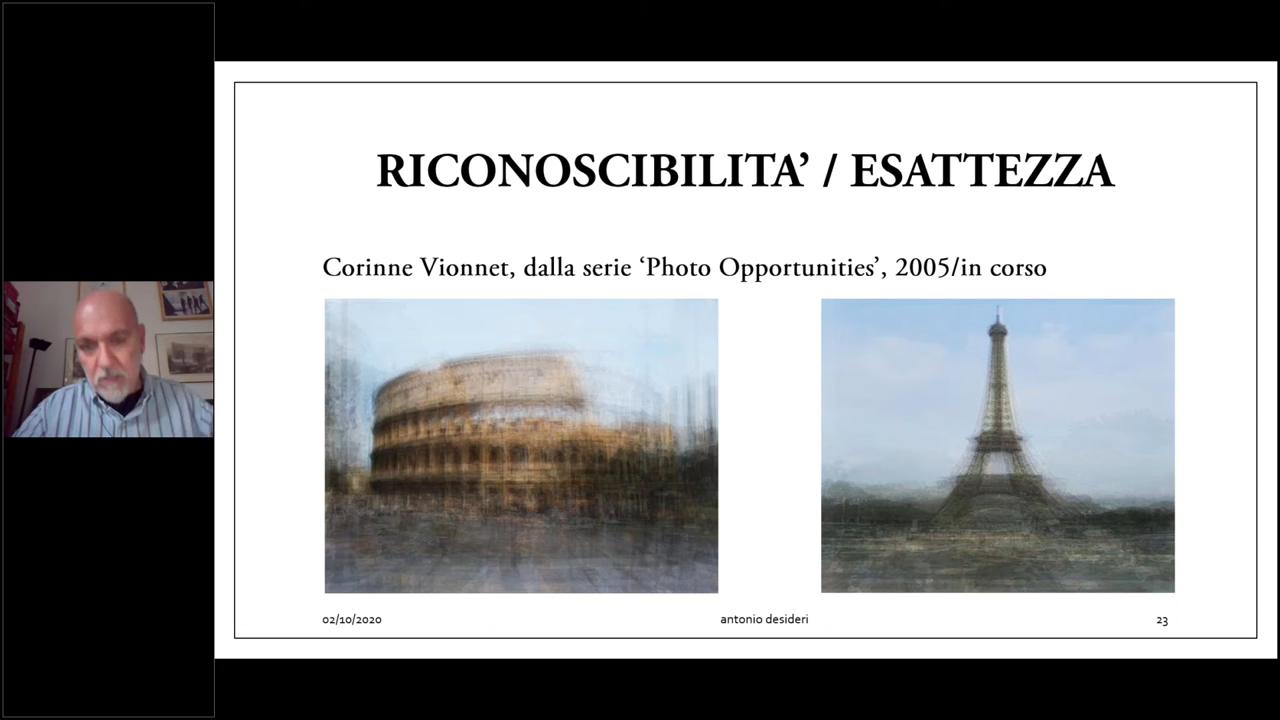 RICONOSCIBILITA’ / ESATTEZZA
Corinne Vionnet, dalla serie ‘Photo Opportunities’, 2005/in corso
02/10/2020
antonio desideri
23